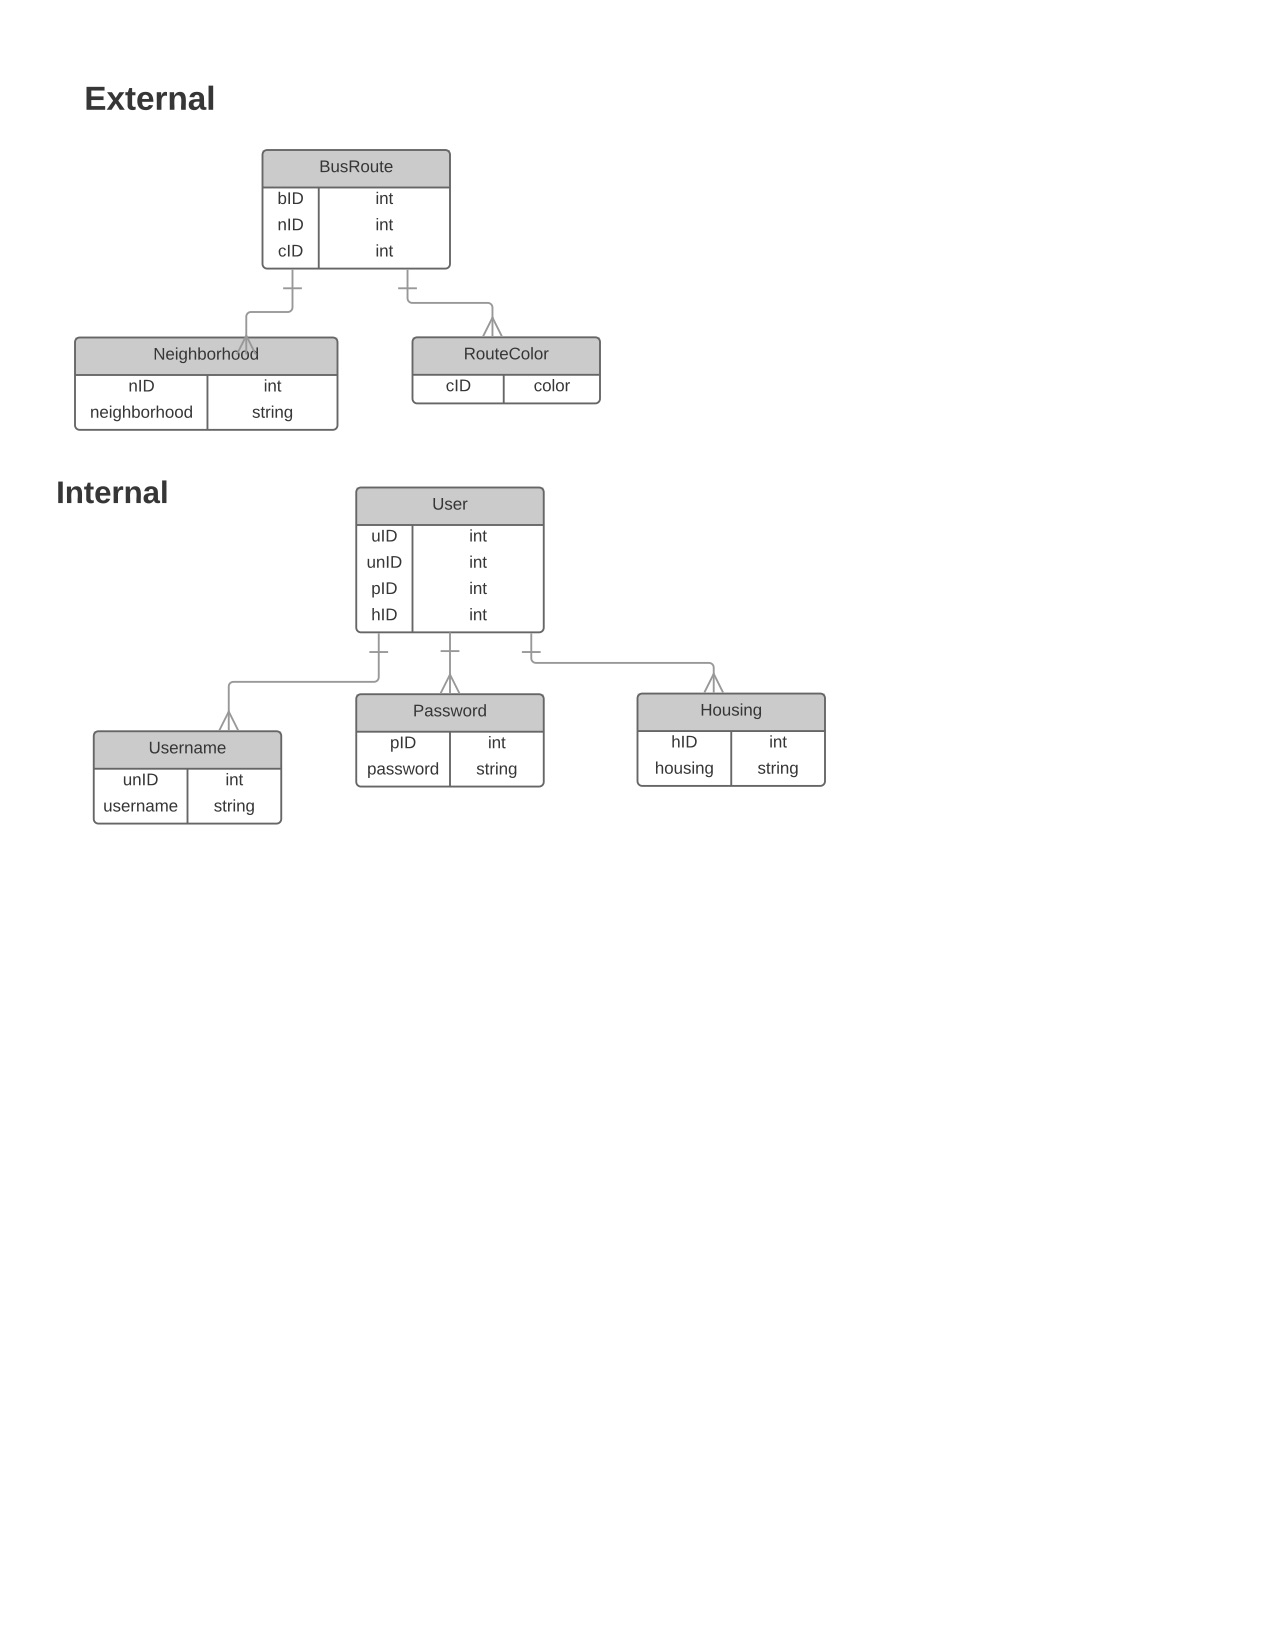 External
BusRoute
bID int
nID int
cID int
Neighborhood
nID int
neighborhood string
RouteColor
cID color
Internal
User
uID int
unID int
pID int
hID int
Username
unID int
username string
Password
pID int
password string
Housing
hID int
housing string